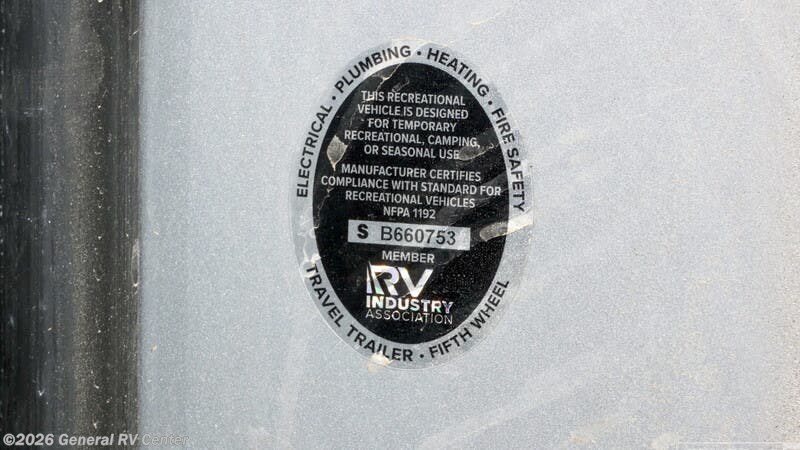 ELECTRICAL • PLUMBING • HEATING • FIRE SAFETY
THIS RECREATIONAL
VEHICLE IS DESIGNED
FOR TEMPORARY
RECREATIONAL, CAMPING,
OR SEASONAL USE
MANUFACTURER CERTIFIES
COMPLIANCE WITH STANDARD FOR
RECREATIONAL VEHICLES
NFPA 1192
S B660753
MEMBER
RV
INDUSTRY
ASSOCIATION
TRAVEL TRAILER • FIFTH WHEEL
©2026 General RV Center